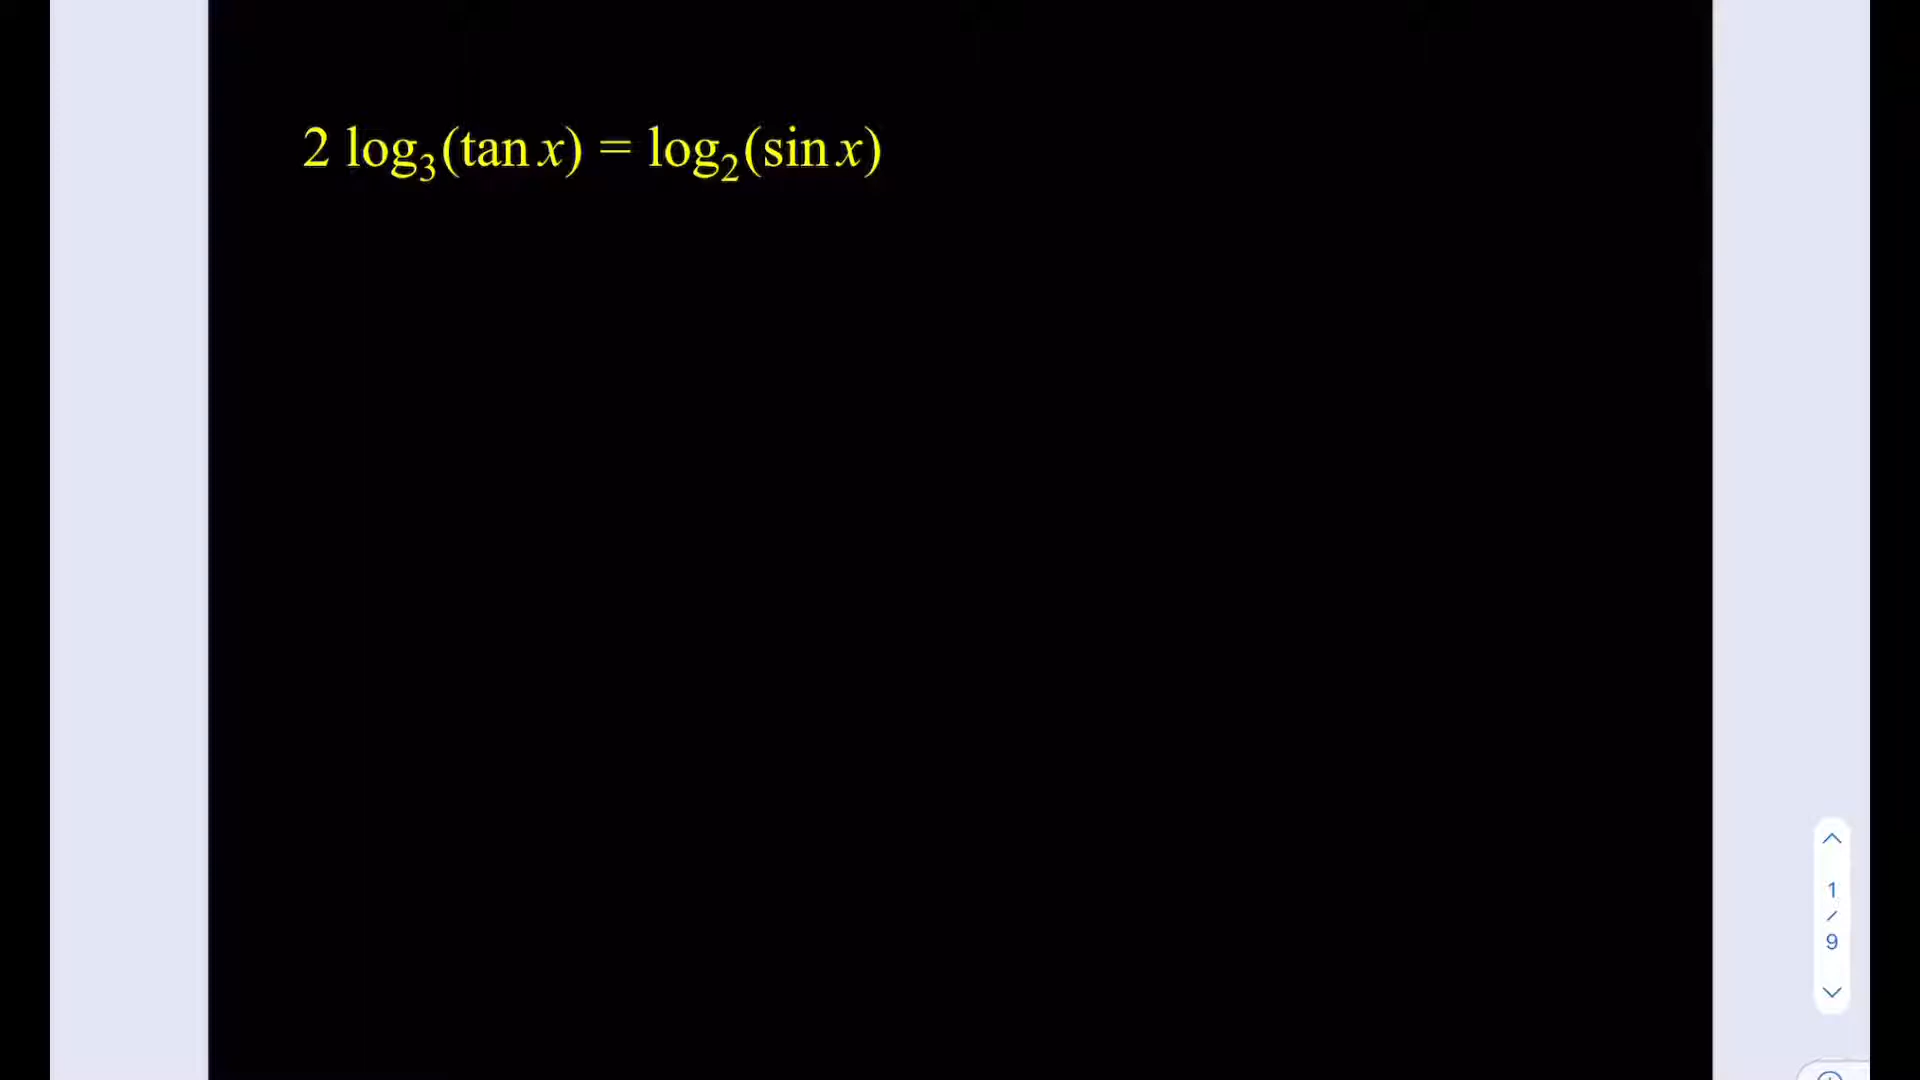 2 log₃(tan x) = log₂(sin x)
1
/
9